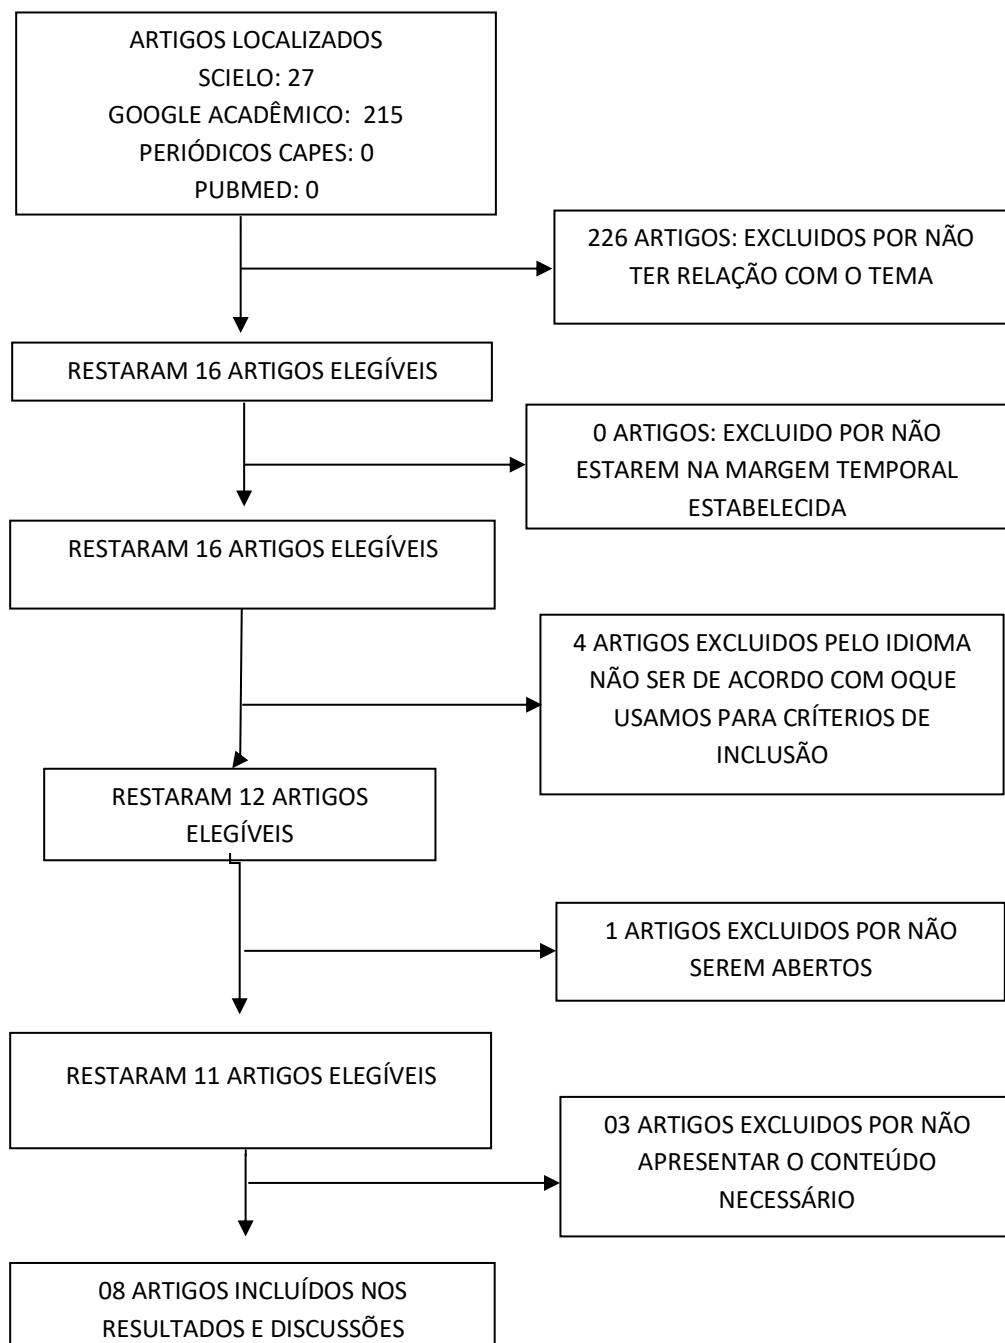 ARTIGOS LOCALIZADOS
SCIELO: 27
GOOGLE ACADÊMICO:  215
PERIÓDICOS CAPES: 0
PUBMED: 0
226 ARTIGOS: EXCLUIDOS POR NÃO
TER RELAÇÃO COM O TEMA
RESTARAM 16 ARTIGOS ELEGÍVEIS
0 ARTIGOS: EXCLUIDO POR NÃO
ESTAREM NA MARGEM TEMPORAL
ESTABELECIDA
RESTARAM 16 ARTIGOS ELEGÍVEIS
4 ARTIGOS EXCLUIDOS PELO IDIOMA
NÃO SER DE ACORDO COM OQUE
USAMOS PARA CRÍTERIOS DE
INCLUSÃO
RESTARAM 12 ARTIGOS
ELEGÍVEIS
1 ARTIGOS EXCLUIDOS POR NÃO
SEREM ABERTOS
RESTARAM 11 ARTIGOS ELEGÍVEIS
03 ARTIGOS EXCLUIDOS POR NÃO
APRESENTAR O CONTEÚDO
NECESSÁRIO
08 ARTIGOS INCLUÍDOS NOS
RESULTADOS E DISCUSSÕES